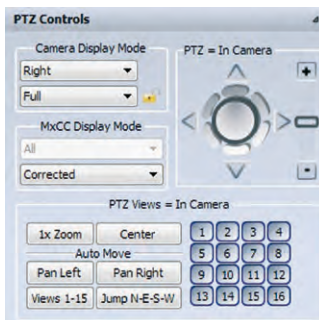 PTZ Controls
Camera Display Mode
Right
Full
MxCC Display Mode
All
Corrected
PTZ = In Camera
+
-
PTZ Views = In Camera
1x Zoom Center
Auto Move
Pan Left Pan Right
Views 1-15 Jump N-E-S-W
1 2 3 4
5 6 7 8
9 10 11 12
13 14 15 16